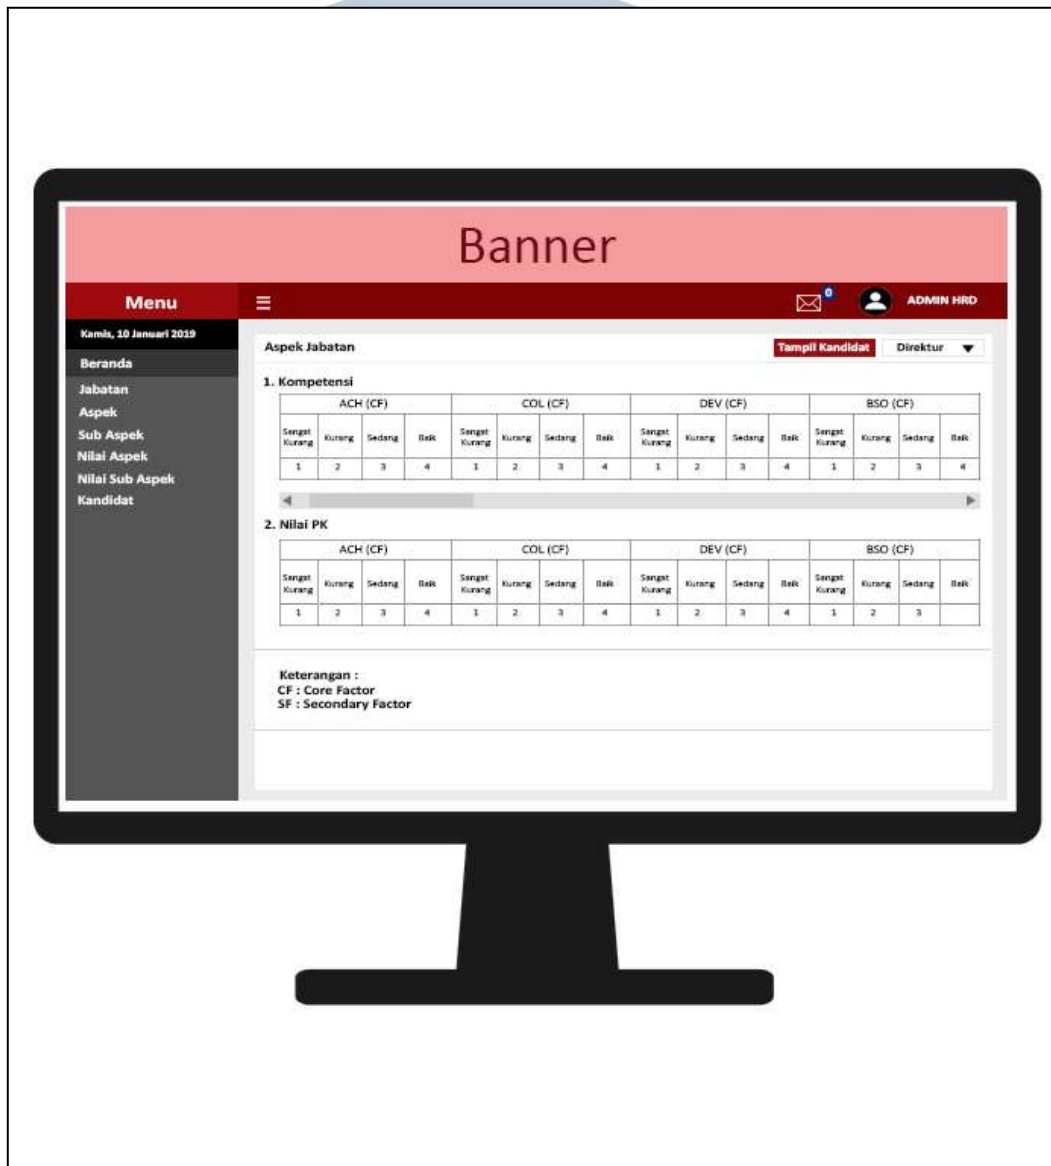 Banner
Menu
0
ADMIN HRD
Kamis, 10 Januari 2019
Beranda
Jabatan
Aspek
Sub Aspek
Nilai Aspek
Nilai Sub Aspek
Kandidat
Aspek Jabatan
Tampil Kandidat
Direktur
1. Kompetensi
ACH (CF) COL (CF) DEV (CF) BSO (CF)
Sangat Kurang Kurang Sedang Baik Sangat Kurang Kurang Sedang Baik Sangat Kurang Kurang Sedang Baik Sangat Kurang Kurang Sedang Baik
1 2 3 4 1 2 3 4 1 2 3 4 1 2 3 4
2. Nilai PK
ACH (CF) COL (CF) DEV (CF) BSO (CF)
Sangat Kurang Kurang Sedang Baik Sangat Kurang Kurang Sedang Baik Sangat Kurang Kurang Sedang Baik Sangat Kurang Kurang Sedang Baik
1 2 3 4 1 2 3 4 1 2 3 4 1 2 3
Keterangan :
CF : Core Factor
SF : Secondary Factor